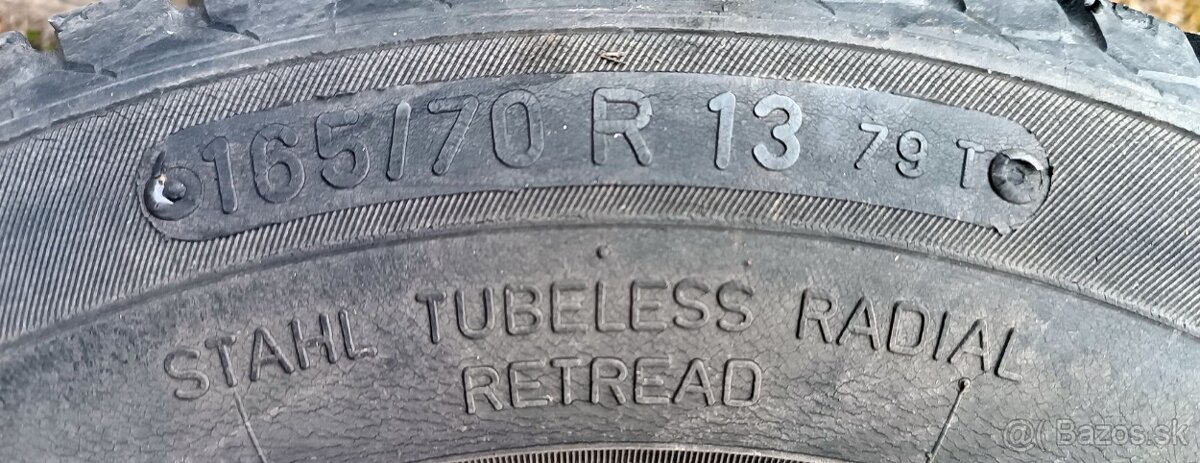 165/70 R 13 79 T
STAHL TUBELESS RADIAL
RETREAD
@( Bazos.sk